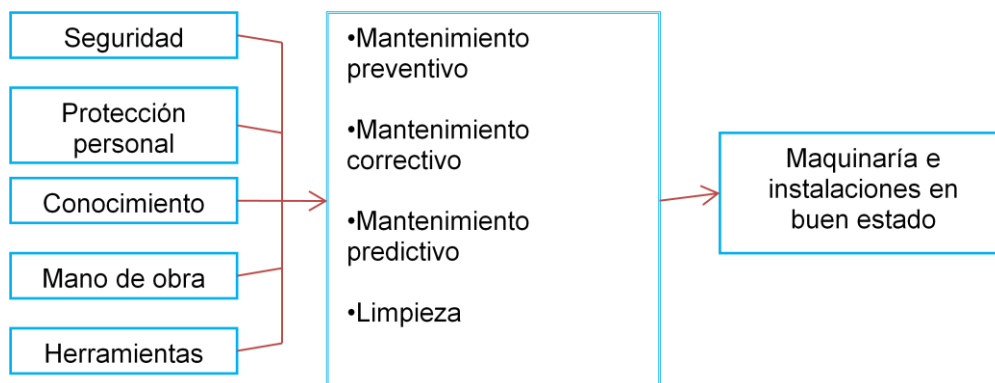 Seguridad
Protección
personal
Conocimiento
Mano de obra
Herramientas
•Mantenimiento
preventivo
•Mantenimiento
correctivo
•Mantenimiento
predictivo
•Limpieza
Maquinaría e
instalaciones en
buen estado